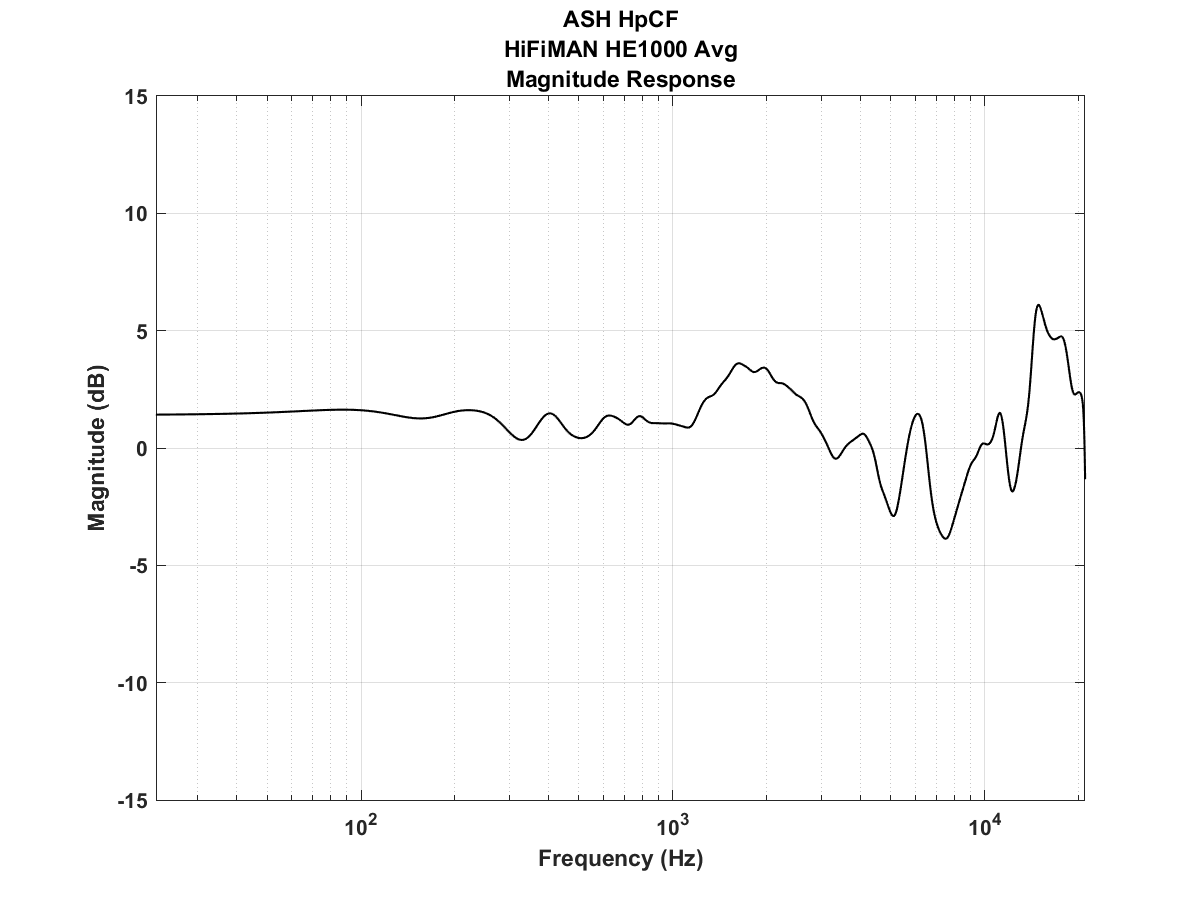 ASH HpCF
HiFiMAN HE1000 Avg
Magnitude Response
15
10
5
0
-5
-10
-15
Magnitude (dB)
10²
10³
10⁴
Frequency (Hz)